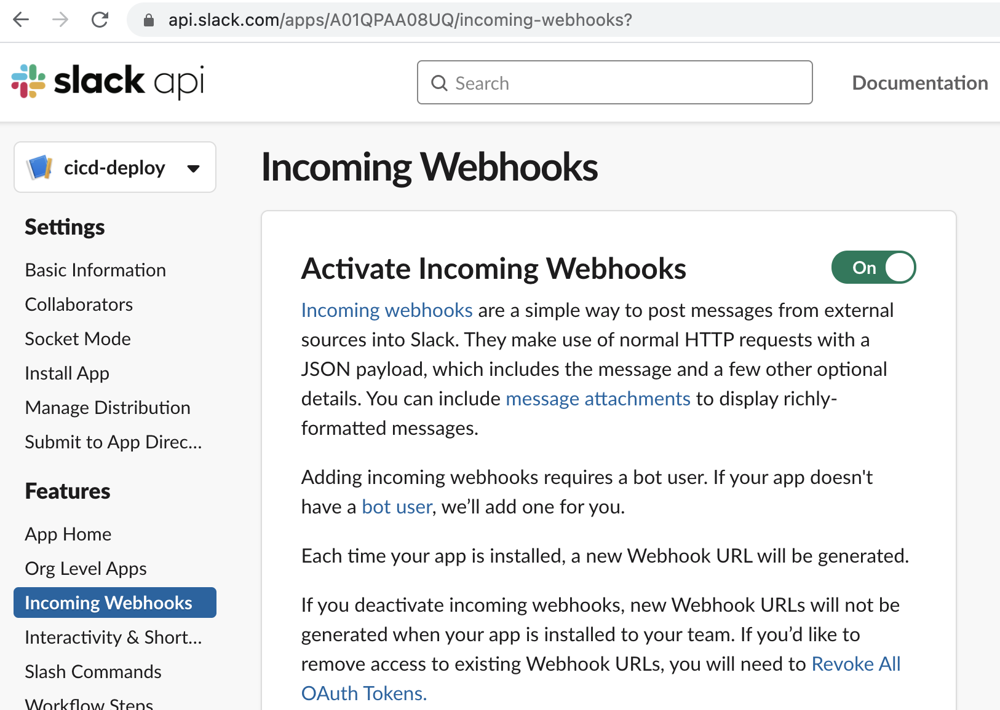 api.slack.com/apps/A01QPAA08UQ/incoming-webhooks?
slack api
Search
Documentation
cicd-deploy
Incoming Webhooks
Settings
Basic Information
Collaborators
Socket Mode
Install App
Manage Distribution
Submit to App Direc...
Features
App Home
Org Level Apps
Incoming Webhooks
Interactivity & Short...
Slash Commands
Workflow Steps
Activate Incoming Webhooks
On
Incoming webhooks are a simple way to post messages from external
sources into Slack. They make use of normal HTTP requests with a
JSON payload, which includes the message and a few other optional
details. You can include message attachments to display richly-
formatted messages.
Adding incoming webhooks requires a bot user. If your app doesn't
have a bot user, we’ll add one for you.
Each time your app is installed, a new Webhook URL will be generated.
If you deactivate incoming webhooks, new Webhook URLs will not be
generated when your app is installed to your team. If you’d like to
remove access to existing Webhook URLs, you will need to Revoke All
OAuth Tokens.